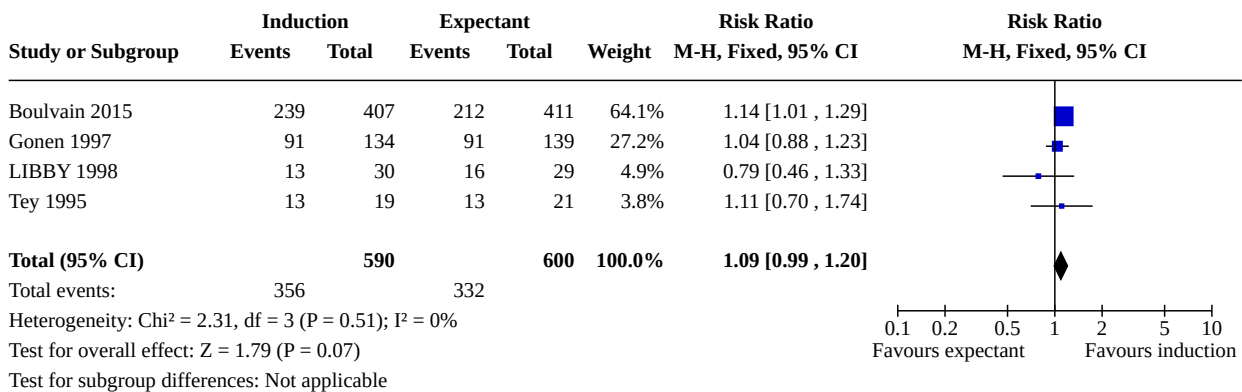 Induction Expectant Risk Ratio Risk Ratio
Study or Subgroup Events Total Events Total Weight M-H, Fixed, 95% CI M-H, Fixed, 95% CI
Boulvain 2015 239 407 212 411 64.1% 1.14 [1.01 , 1.29]
Gonen 1997 91 134 91 139 27.2% 1.04 [0.88 , 1.23]
LIBBY 1998 13 30 16 29 4.9% 0.79 [0.46 , 1.33]
Tey 1995 13 19 13 21 3.8% 1.11 [0.70 , 1.74]
Total (95% CI) 590 600 100.0% 1.09 [0.99 , 1.20]
Total events: 356 332
Heterogeneity: Chi² = 2.31, df = 3 (P = 0.51); I² = 0%
0.1 0.2 0.5 1 2 5 10
Test for overall effect: Z = 1.79 (P = 0.07)
Favours expectant Favours induction
Test for subgroup differences: Not applicable